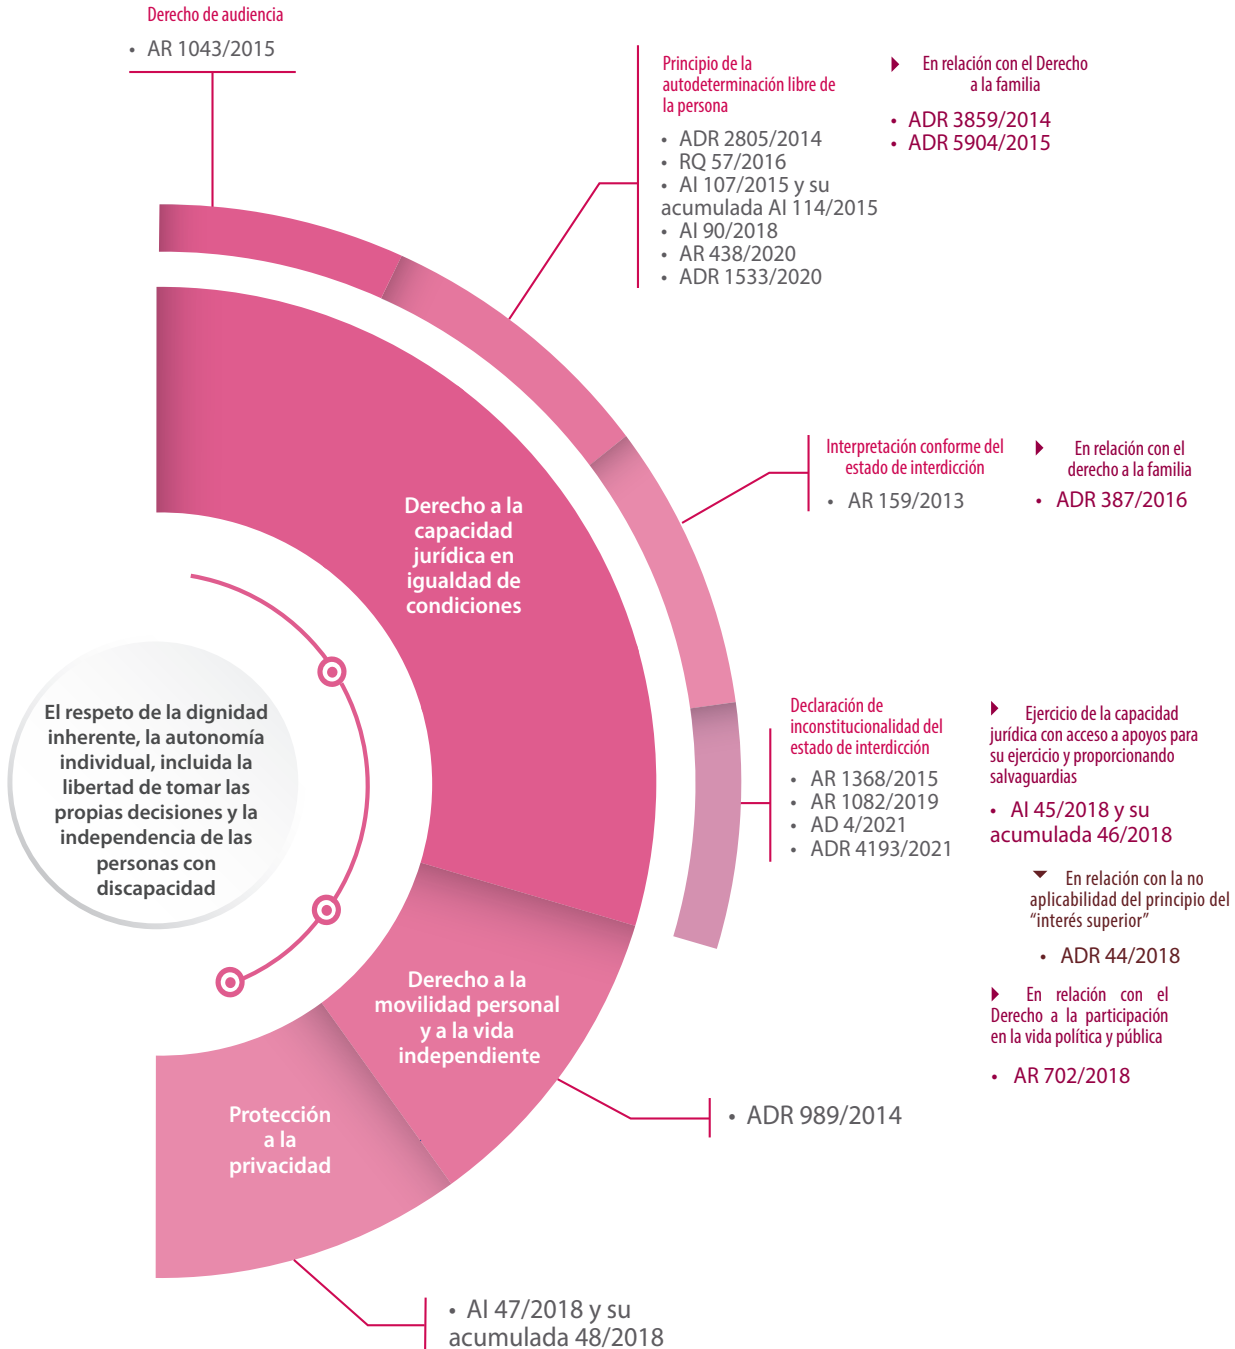 Derecho de audiencia
• AR 1043/2015
Principio de la
autodeterminación libre de
la persona
• ADR 2805/2014
• RQ 57/2016
• AI 107/2015 y su
acumulada AI 114/2015
• AI 90/2018
• AR 438/2020
• ADR 1533/2020
En relación con el Derecho
a la familia
• ADR 3859/2014
• ADR 5904/2015
Interpretación conforme del
estado de interdicción
• AR 159/2013
En relación con el
derecho a la familia
• ADR 387/2016
Derecho a la
capacidad
jurídica en
igualdad de
condiciones
El respeto de la dignidad
inherente, la autonomía
individual, incluida la
libertad de tomar las
propias decisiones y la
independencia de las
personas con
discapacidad
Declaración de
inconstitucionalidad del
estado de interdicción
• AR 1368/2015
• AR 1082/2019
• AD 4/2021
• ADR 4193/2021
Ejercicio de la capacidad
jurídica con acceso a apoyos para
su ejercicio y proporcionando
salvaguardias
• AI 45/2018 y su
acumulada 46/2018
En relación con la no
aplicabilidad del principio del
“interés superior”
• ADR 44/2018
En relación con el
Derecho a la participación
en la vida política y pública
• AR 702/2018
Derecho a la
movilidad personal
y a la vida
independiente
• ADR 989/2014
Protección
a la
privacidad
• AI 47/2018 y su
acumulada 48/2018